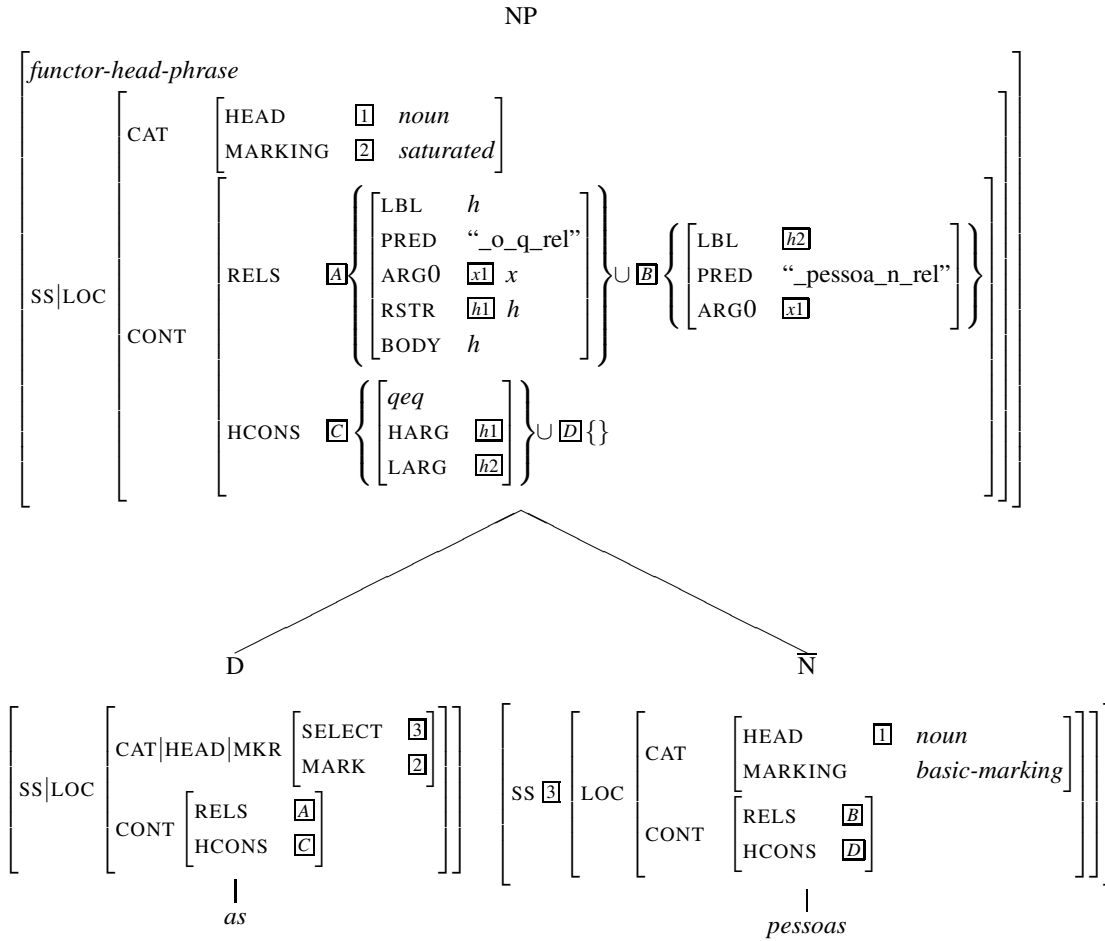 NP
functor-head-phrase
SS|LOC
CAT
HEAD 1 noun
MARKING 2 saturated
CONT
RELS A { LBL h
PRED “_o_q_rel”
ARG0 x1 x
RSTR h1 h
BODY h } ∪ B { LBL h2
PRED “_pessoa_n_rel”
ARG0 x1 }
HCONS C { qeq
HARG h1
LARG h2 } ∪ D {}
D
SS|LOC
CAT|HEAD|MKR
SELECT 3
MARK 2
CONT
RELS A
HCONS C
as
N̅
SS 3
LOC
CAT
HEAD 1 noun
MARKING basic-marking
CONT
RELS B
HCONS D
pessoas